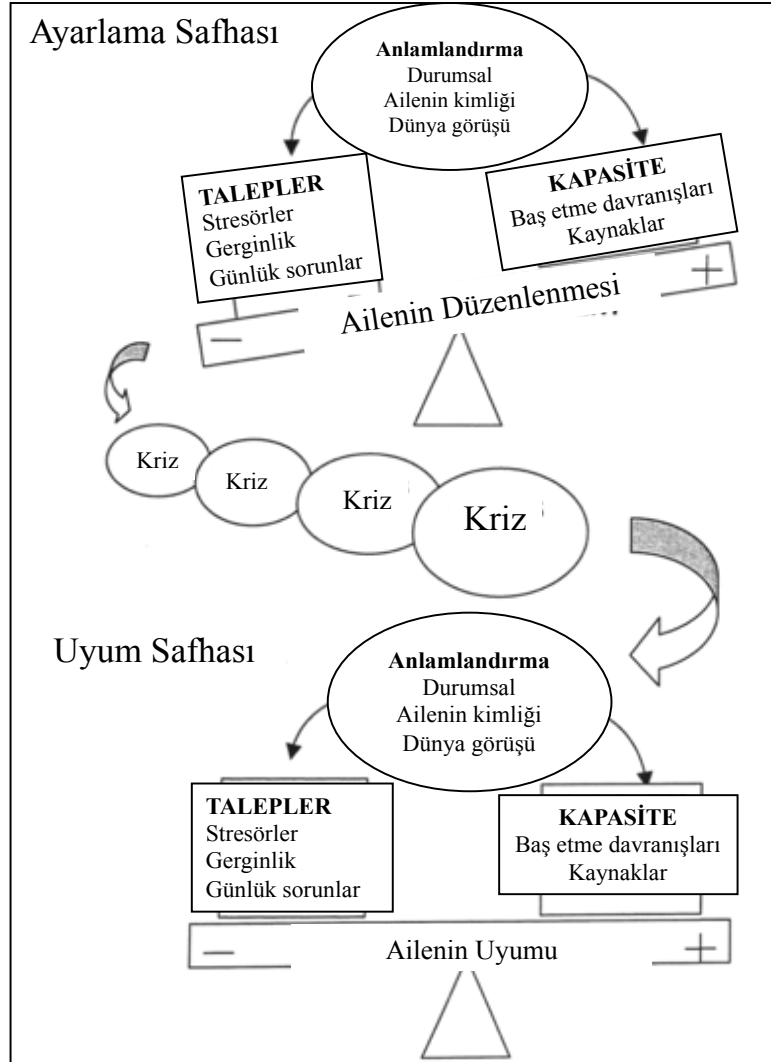 Ayarlama Safhası
Anlamlandırma
Durumsal
Ailenin kimliği
Dünya görüşü
TALEPLER
Stresörler
Gerginlik
Günlük sorunlar
KAPASİTE
Baş etme davranışları
Kaynaklar
− +
Ailenin Düzenlenmesi
Kriz
Kriz
Kriz
Kriz
Uyum Safhası
Anlamlandırma
Durumsal
Ailenin kimliği
Dünya görüşü
TALEPLER
Stresörler
Gerginlik
Günlük sorunlar
KAPASİTE
Baş etme davranışları
Kaynaklar
− +
Ailenin Uyumu